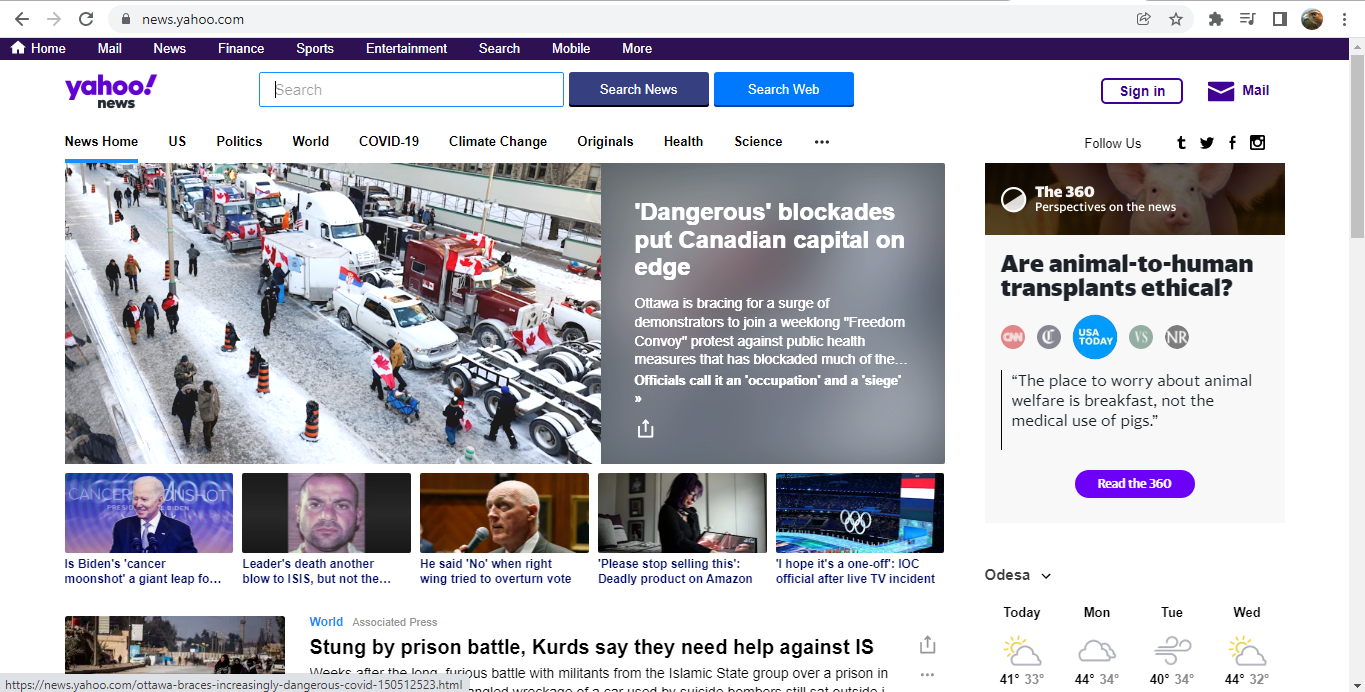 news.yahoo.com
Home Mail News Finance Sports Entertainment Search Mobile More
yahoo!
news
Search
Search News
Search Web
Sign in
Mail
News Home US Politics World COVID-19 Climate Change Originals Health Science ...
Follow Us
'Dangerous' blockades
put Canadian capital on
edge
Ottawa is bracing for a surge of
demonstrators to join a weeklong "Freedom
Convoy" protest against public health
measures that has blockaded much of the...
Officials call it an 'occupation' and a 'siege'
»
The 360
Perspectives on the news
Are animal-to-human
transplants ethical?
CNN
USA
TODAY
VS
NR
“The place to worry about animal
welfare is breakfast, not the
medical use of pigs.”
Read the 360
CANCER MOONSHOT
PRESIDENT BIDEN
Is Biden's 'cancer
moonshot' a giant leap fo...
Leader's death another
blow to ISIS, but not the...
He said 'No' when right
wing tried to overturn vote
'Please stop selling this':
Deadly product on Amazon
'I hope it's a one-off': IOC
official after live TV incident
Odesa
Today Mon Tue Wed
41° 33° 44° 34° 40° 34° 44° 32°
World Associated Press
Stung by prison battle, Kurds say they need help against IS
Weeks after the long, furious battle with militants from the Islamic State group over a prison in
wreckage of a car used by suicide bombers still sat outside
https://news.yahoo.com/ottawa-braces-increasingly-dangerous-covid-150512523.html